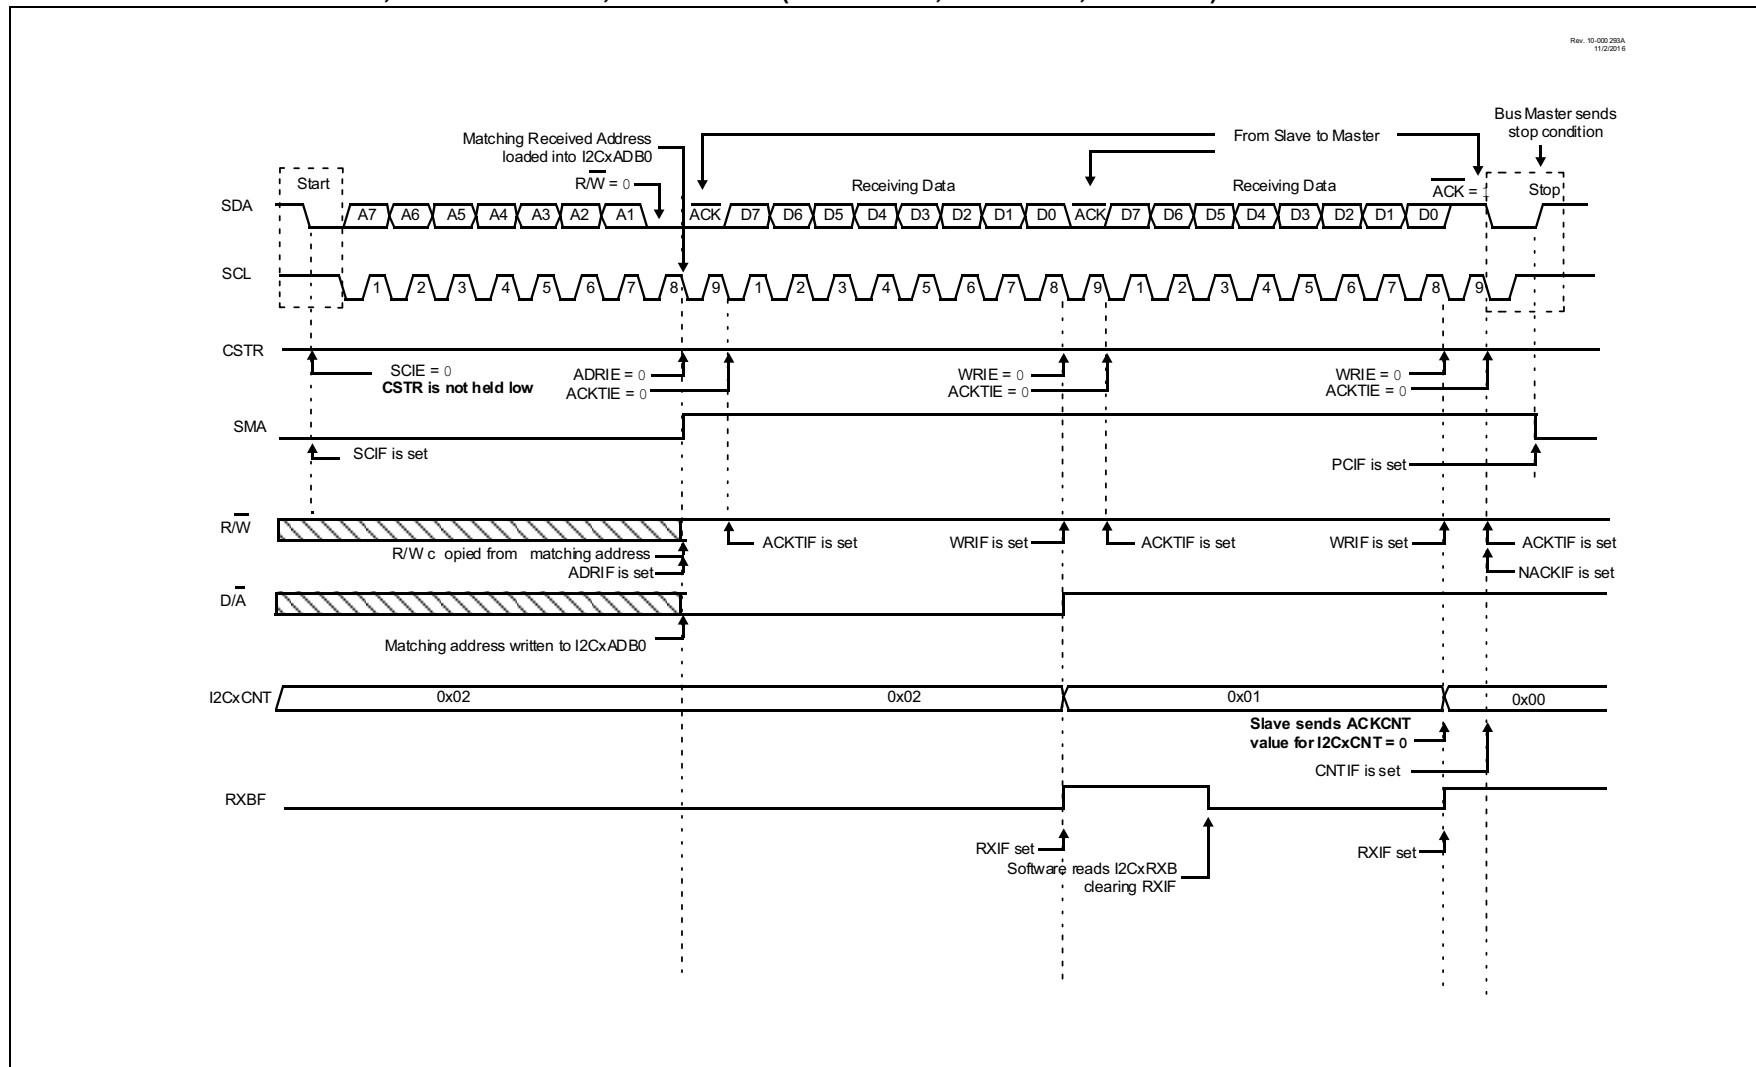 Rev. 10-000293A
11/2/2016
Bus Master sends
stop condition
Matching Received Address
loaded into I2CxADB0
From Slave to Master
R/W = 0
Start
Receiving Data
Receiving Data
ACK =
Stop
SDA
A7 A6 A5 A4 A3 A2 A1 ACK D7 D6 D5 D4 D3 D2 D1 D0 ACK D7 D6 D5 D4 D3 D2 D1 D0
SCL
1 2 3 4 5 6 7 8 9 1 2 3 4 5 6 7 8 9 1 2 3 4 5 6 7 8 9
CSTR
SCIE = 0
CSTR is not held low
ADRIE = 0
ACKTIE = 0
WRIE = 0
ACKTIE = 0
WRIE = 0
ACKTIE = 0
SMA
SCIF is set
PCIF is set
R/W
R/W c opied from matching address
ADRIF is set
ACKTIF is set
WRIF is set
ACKTIF is set
WRIF is set
ACKTIF is set
NACKIF is set
D/A
Matching address written to I2CxADB0
I2CxCNT
0x02
0x02
0x01
0x00
Slave sends ACKCNT
value for I2CxCNT = 0
CNTIF is set
RXBF
RXIF set
Software reads I2CxRXB
clearing RXIF
RXIF set